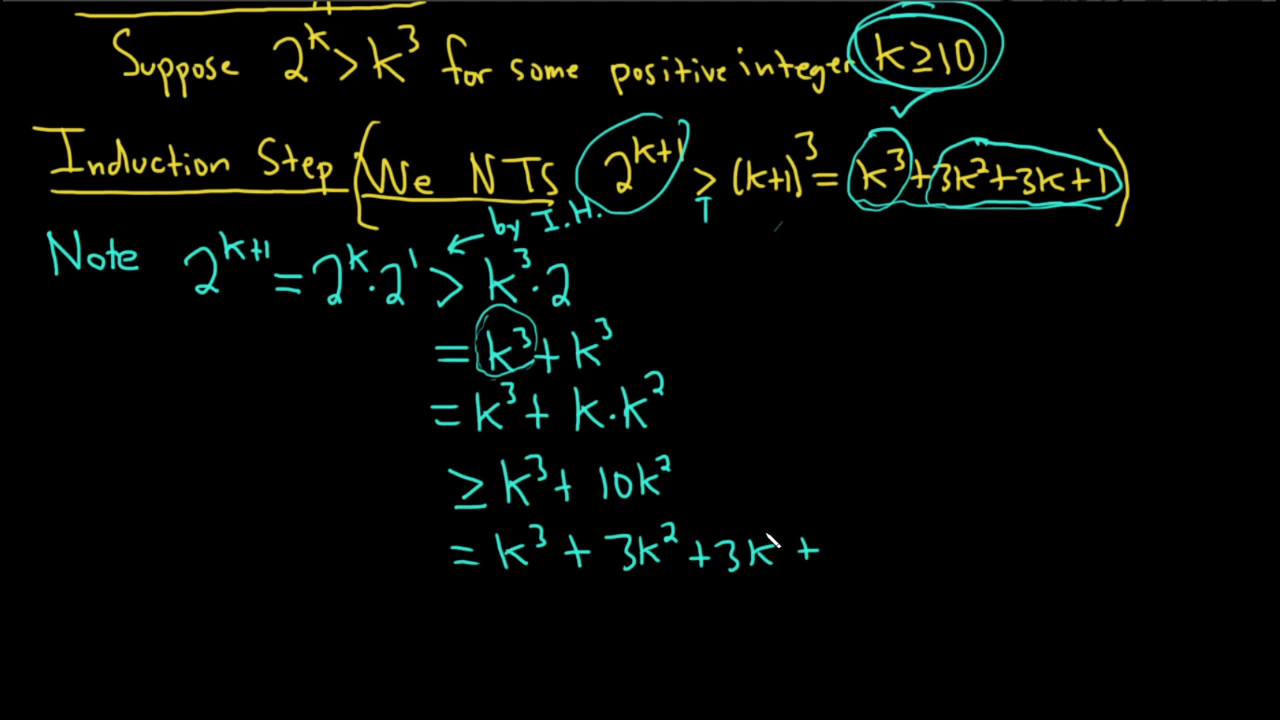 Suppose 2^k > k^3 for some positive integer k ≥ 10
Induction Step (We NTS 2^{k+1} > (k+1)^3 = k^3 + 3k^2 + 3k + 1)
T
by I.H.
Note 2^{k+1} = 2^k · 2^1 > k^3 · 2
= k^3 + k^3
= k^3 + k · k^2
≥ k^3 + 10k^2
= k^3 + 3k^2 + 3k +